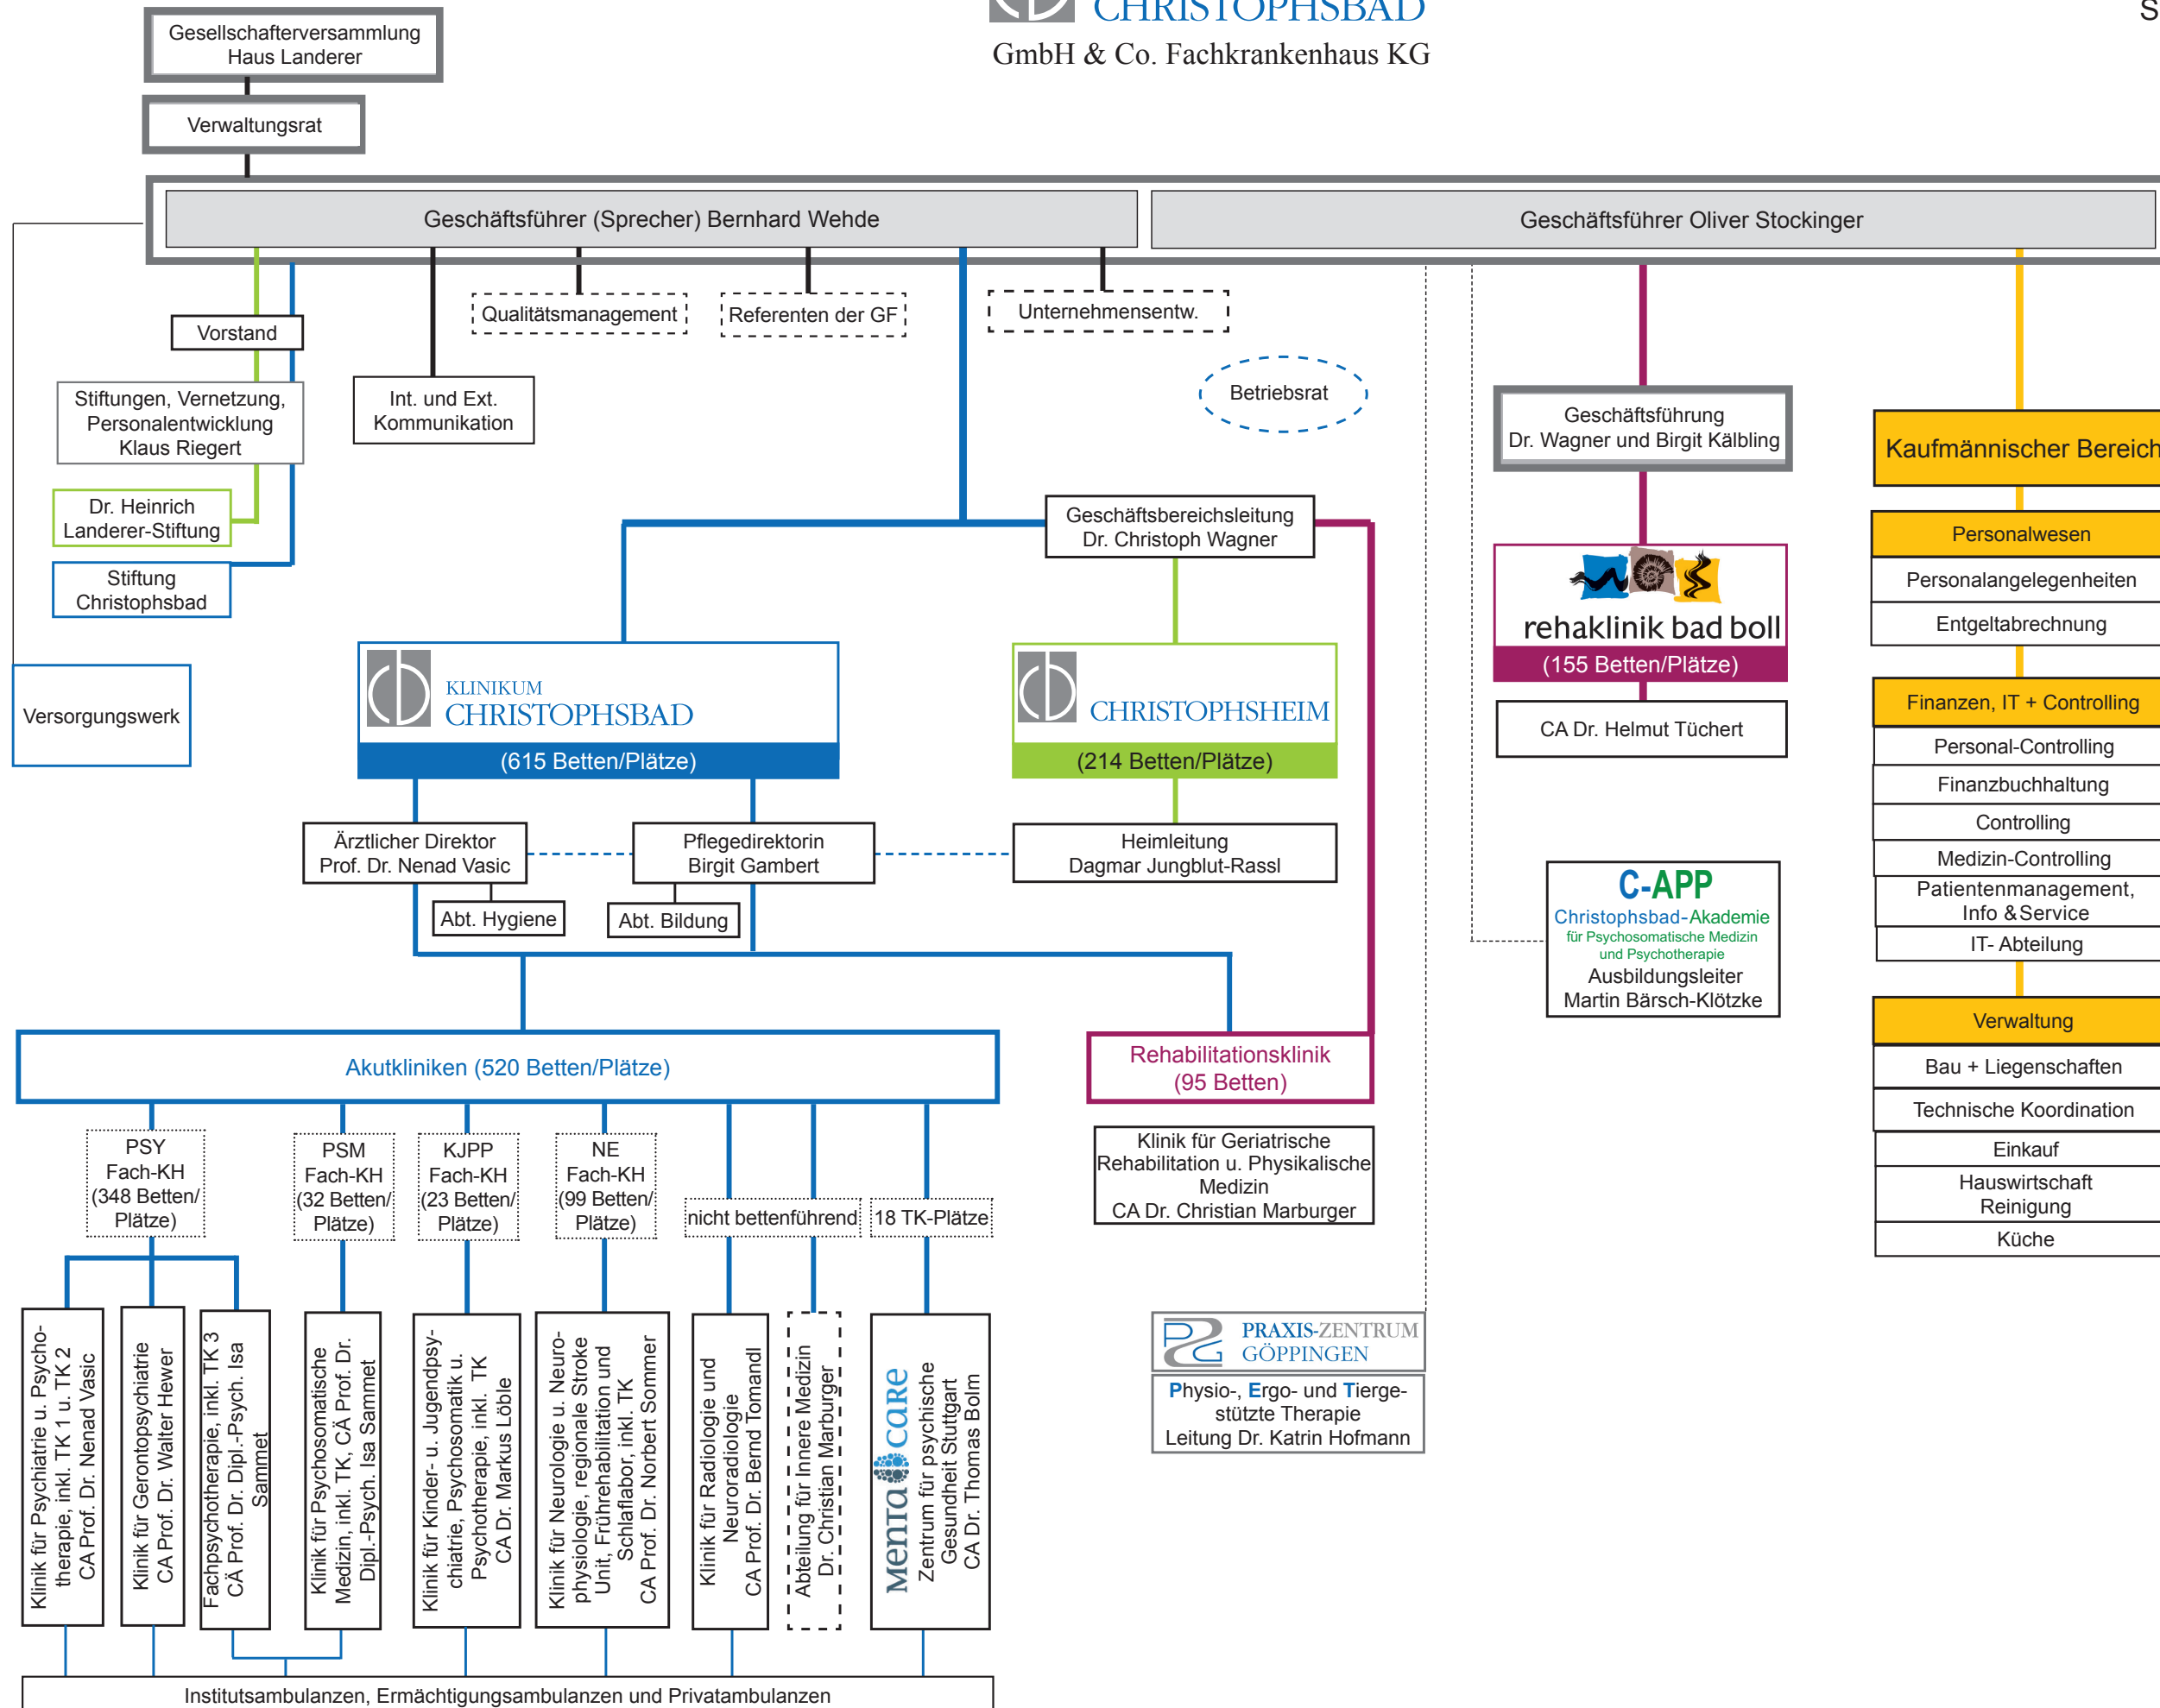 CHRISTOPHSBAD
GmbH & Co. Fachkrankenhaus KG
S
Gesellschafterversammlung
Haus Landerer
Verwaltungsrat
Geschäftsführer (Sprecher) Bernhard Wehde
Geschäftsführer Oliver Stockinger
Qualitätsmanagement
Referenten der GF
Unternehmensentw.
Vorstand
Stiftungen, Vernetzung,
Personalentwicklung
Klaus Riegert
Int. und Ext.
Kommunikation
Betriebsrat
Dr. Heinrich
Landerer-Stiftung
Stiftung
Christophsbad
Versorgungswerk
Geschäftsbereichsleitung
Dr. Christoph Wagner
Geschäftsführung
Dr. Wagner und Birgit Kälbling
rehaklinik bad boll
(155 Betten/Plätze)
CA Dr. Helmut Tüchert
KLINIKUM
CHRISTOPHSBAD
(615 Betten/Plätze)
CHRISTOPHSHEIM
(214 Betten/Plätze)
Ärztlicher Direktor
Prof. Dr. Nenad Vasic
Pflegedirektorin
Birgit Gambert
Heimleitung
Dagmar Jungblut-Rassl
Abt. Hygiene
Abt. Bildung
C-APP
Christophsbad-Akademie
für Psychosomatische Medizin
und Psychotherapie
Ausbildungsleiter
Martin Bärsch-Klötzke
Kaufmännischer Bereich
Personalwesen
Personalangelegenheiten
Entgeltabrechnung
Finanzen, IT + Controlling
Personal-Controlling
Finanzbuchhaltung
Controlling
Medizin-Controlling
Patientenmanagement,
Info &Service
IT- Abteilung
Verwaltung
Bau + Liegenschaften
Technische Koordination
Einkauf
Hauswirtschaft
Reinigung
Küche
Akutkliniken (520 Betten/Plätze)
Rehabilitationsklinik
(95 Betten)
Klinik für Geriatrische
Rehabilitation u. Physikalische
Medizin
CA Dr. Christian Marburger
PSY
Fach-KH
(348 Betten/
Plätze)
PSM
Fach-KH
(32 Betten/
Plätze)
KJPP
Fach-KH
(23 Betten/
Plätze)
NE
Fach-KH
(99 Betten/
Plätze)
nicht bettenführend
18 TK-Plätze
Klinik für Psychiatrie u. Psycho-
therapie, inkl. TK 1 u. TK 2
CA Prof. Dr. Nenad Vasic
Klinik für Gerontopsychiatrie
CA Prof. Dr. Walter Hewer
Fachpsychotherapie, inkl. TK 3
CÄ Prof. Dr. Dipl.-Psych. Isa
Sammet
Klinik für Psychosomatische
Medizin, inkl. TK, CÄ Prof. Dr.
Dipl.-Psych. Isa Sammet
Klinik für Kinder- u. Jugendpsy-
chiatrie, Psychosomatik u.
Psychotherapie, inkl. TK
CA Dr. Markus Löble
Klinik für Neurologie u. Neuro-
physiologie, regionale Stroke
Unit, Frührehabilitation und
Schlaflabor, inkl. TK
CA Prof. Dr. Norbert Sommer
Klinik für Radiologie und
Neuroradiologie
CA Prof. Dr. Bernd Tomandl
Abteilung für Innere Medizin
Dr. Christian Marburger
Menta care
Zentrum für psychische
Gesundheit Stuttgart
CA Dr. Thomas Bolm
PRAXIS-ZENTRUM
GÖPPINGEN
Physio-, Ergo- und Tierge-
stützte Therapie
Leitung Dr. Katrin Hofmann
Institutsambulanzen, Ermächtigungsambulanzen und Privatambulanzen